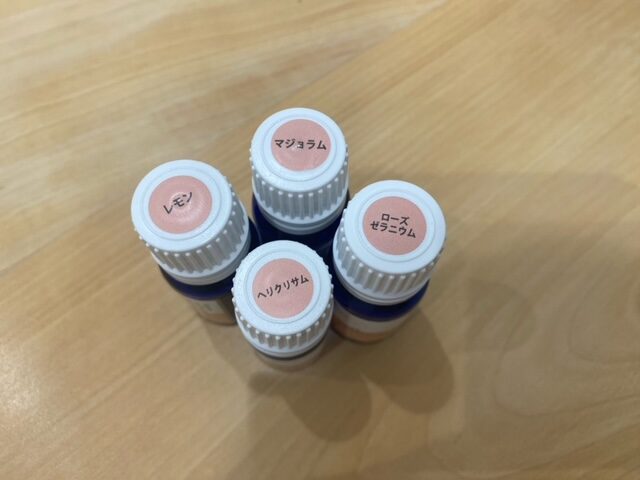 マジョラム
レモン
ローズ
ゼラニウム
ヘリクリサム